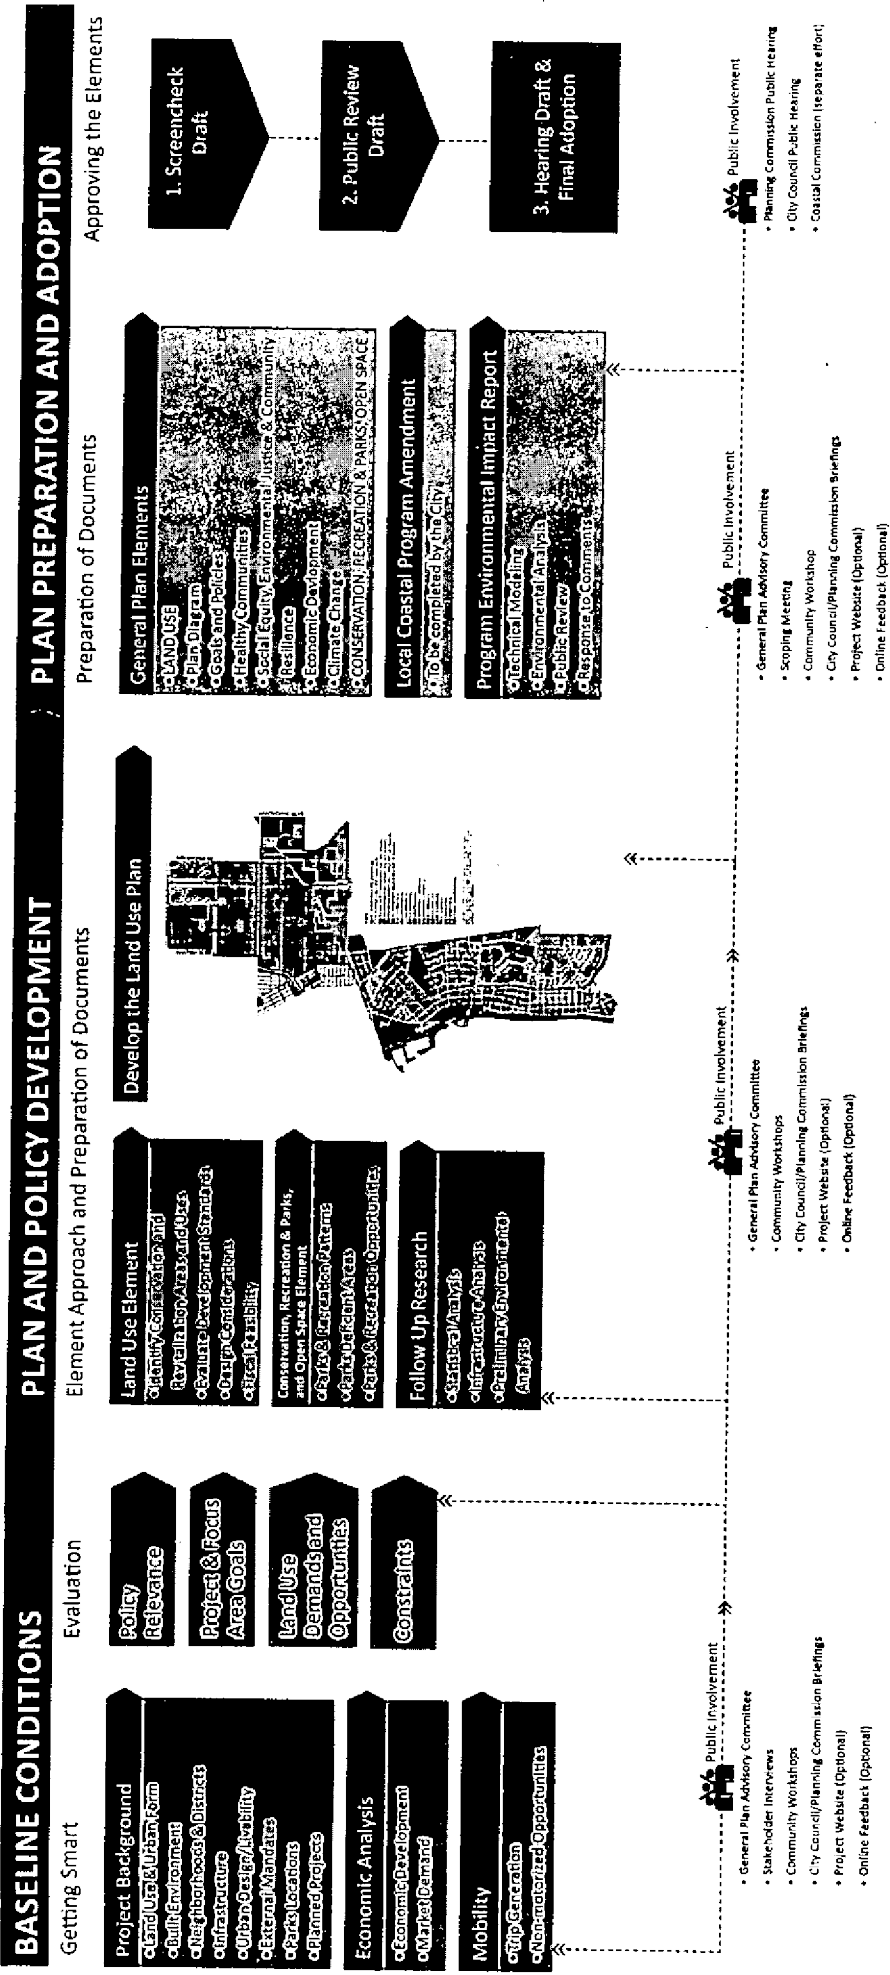 BASELINE CONDITIONS
PLAN AND POLICY DEVELOPMENT
PLAN PREPARATION AND ADOPTION
Getting Smart
Evaluation
Element Approach and Preparation of Documents
Preparation of Documents
Approving the Elements
Project Background
Land Use & Urban Form
Built Environment
Neighborhoods & Districts
Infrastructure
Urban Design/Livability
External Mandates
Parks Locations
Planned Projects
Economic Analysis
Economic Development
Market Demand
Mobility
Trip Generation
Non-motorized Opportunities
Policy
Relevance
Project & Focus
Area Goals
Land Use
Demands and
Opportunities
Constraints
Land Use Element
Identify Conservation and
Revitalization Areas and Uses
Evaluate Development Standards
Design Considerations
Fiscal Feasibility
Conservation, Recreation & Parks,
and Open Space Element
Parks & Recreation Patterns
Parks Deficient Areas
Parks & Recreation Opportunities
Follow Up Research
Statistical Analysis
Infrastructure Analysis
Preliminary Environmental
Analysis
Develop the Land Use Plan
General Plan Elements
LAND USE
Plan Diagram
Goals and Policies
Healthy Communities
Social Equity, Environmental Justice & Community
Resilience
Economic Development
Climate Change
CONSERVATION, RECREATION & PARKS, OPEN SPACE
Local Coastal Program Amendment
To be completed by the City
Program Environmental Impact Report
Technical Modeling
Environmental Analysis
Public Review
Response to Comments
1. Screencheck
Draft
2. Public Review
Draft
3. Hearing Draft &
Final Adoption
Public Involvement
• General Plan Advisory Committee
• Stakeholder Interviews
• Community Workshops
• City Council/Planning Commission Briefings
• Project Website (Optional)
• Online Feedback (Optional)
Public Involvement
• General Plan Advisory Committee
• Community Workshops
• City Council/Planning Commission Briefings
• Project Website (Optional)
• Online Feedback (Optional)
Public Involvement
• General Plan Advisory Committee
• Scoping Meeting
• Community Workshop
• City Council/Planning Commission Briefings
• Project Website (Optional)
• Online Feedback (Optional)
Public Involvement
• Planning Commission Public Hearing
• City Council Public Hearing
• Coastal Commission (separate effort)